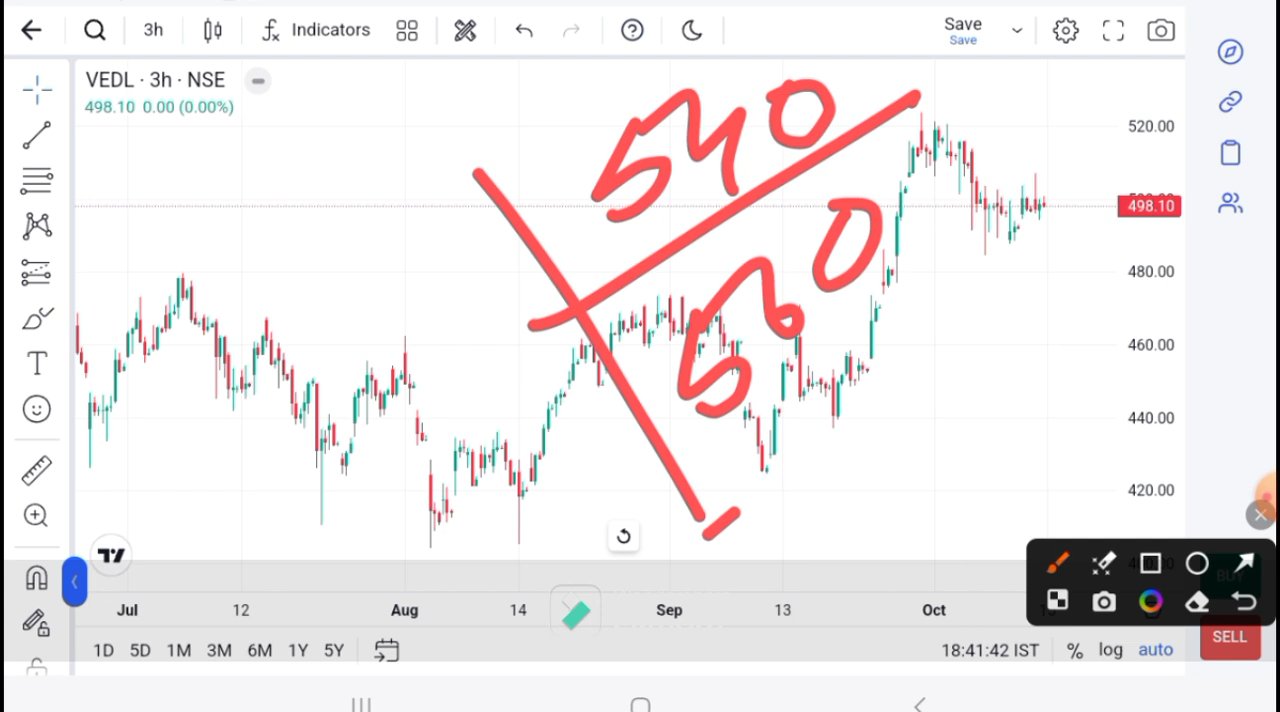 3h
Indicators
Save
Save
VEDL · 3h · NSE
498.10 0.00 (0.00%)
540
560
520.00
498.10
480.00
460.00
440.00
420.00
BUY
SELL
Jul 12 Aug 14 Sep 13 Oct
1D 5D 1M 3M 6M 1Y 5Y
18:41:42 IST % log auto